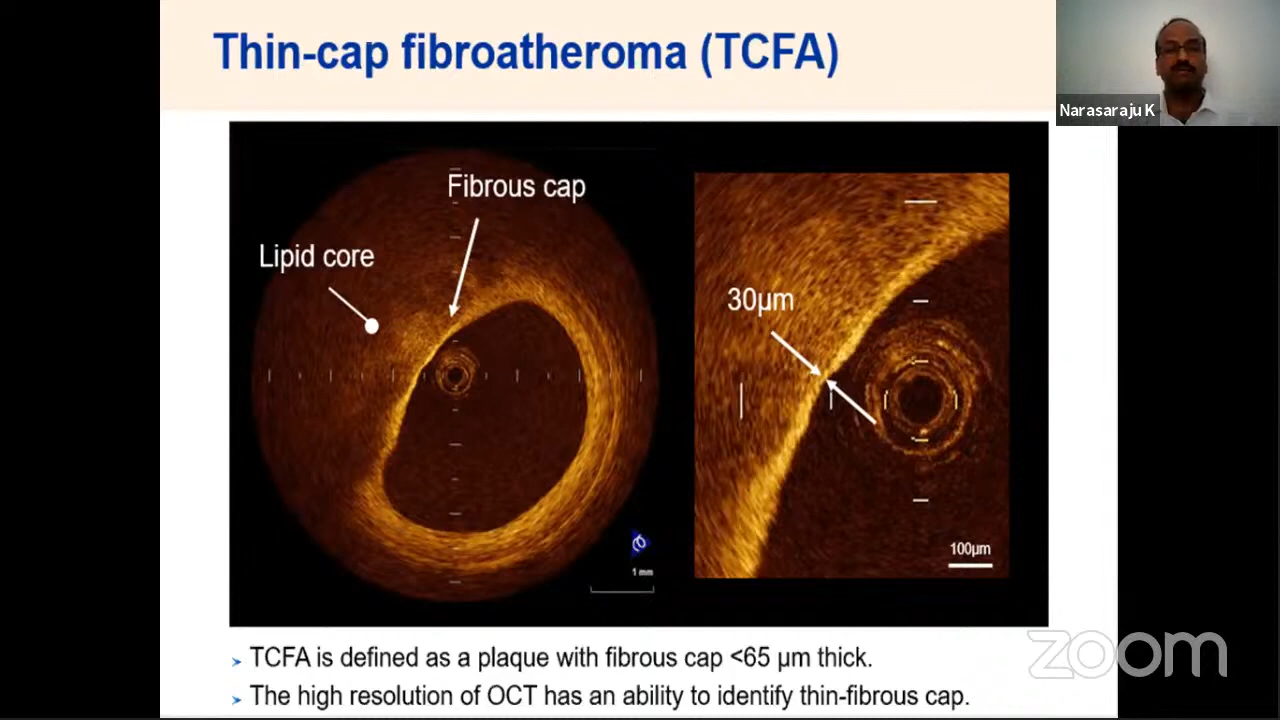 Thin-cap fibroatheroma (TCFA)
Narasaraju K
Fibrous cap
Lipid core
30µm
100µm
1 mm
TCFA is defined as a plaque with fibrous cap <65 µm thick.
The high resolution of OCT has an ability to identify thin-fibrous cap.
zoom